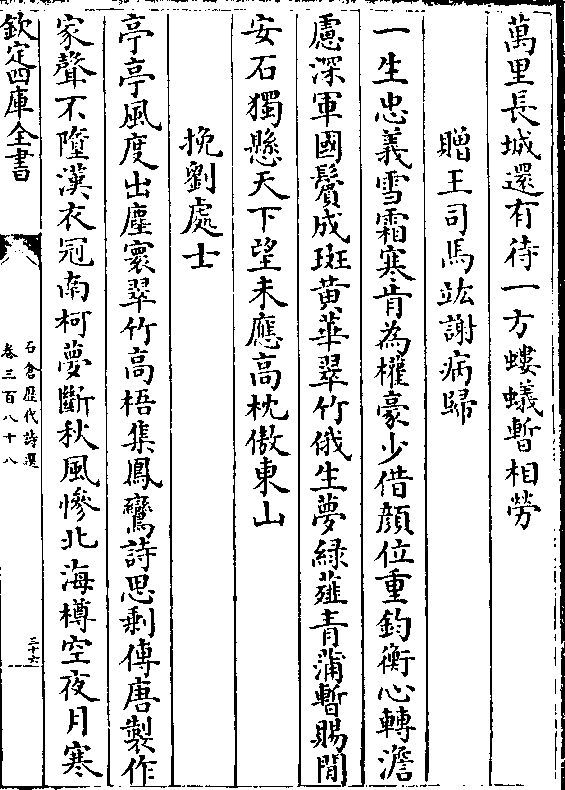 萬里長城還有待一方螻蟻暫相勞
贈王司馬竑謝病歸
一生忠義雪霜寒肯為權豪少借顔位重鈞衡心轉澹
慮深軍國鬢成斑黄華翠竹俄生夢緑薤青蒲暫賜閒
安石獨懸天下望未應高枕傲東山
挽劉處士
亭亭風度出塵寰翠竹高梧集鳳鸞詩思剩傳唐製作
家聲不墮漢衣冠南柯夢斷秋風慘北海樽空夜月寒
欽定四庫全書
石倉歴代詩選
卷三百八十八
三十六